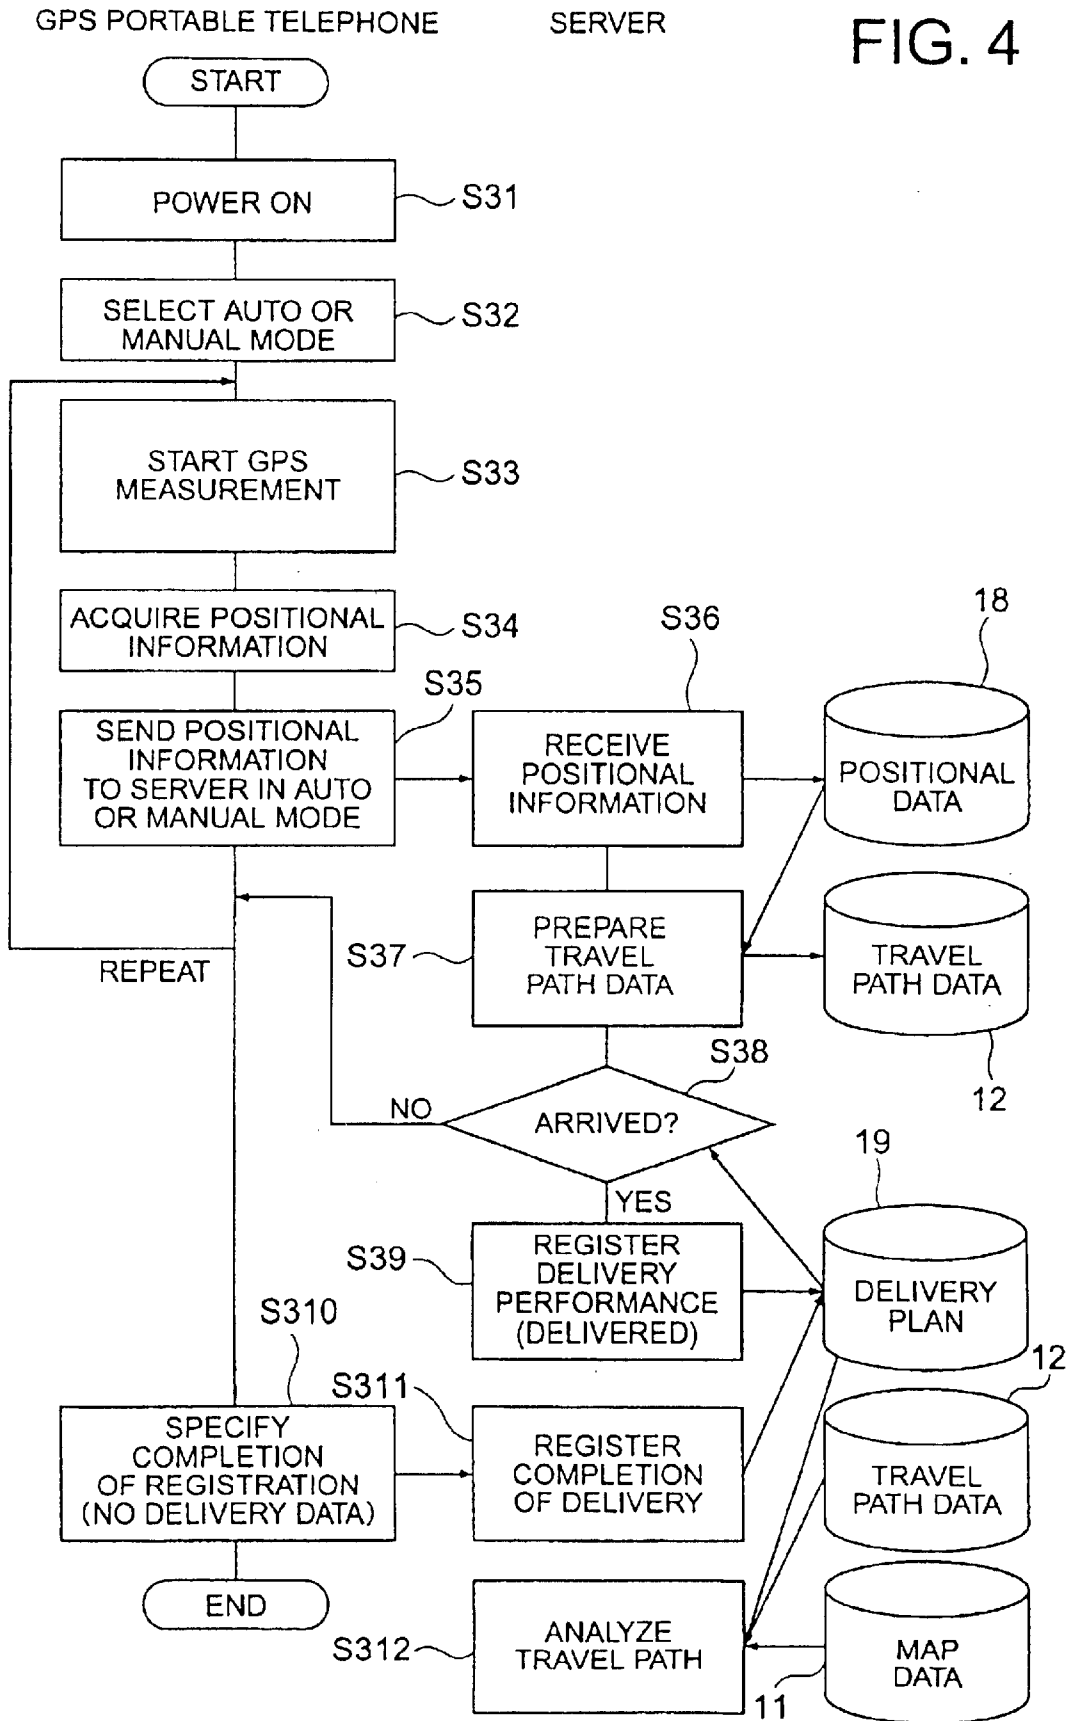 GPS PORTABLE TELEPHONE
SERVER
FIG. 4
START
POWER ON
S31
SELECT AUTO OR
MANUAL MODE
S32
START GPS
MEASUREMENT
S33
ACQUIRE POSITIONAL
INFORMATION
S34
SEND POSITIONAL
INFORMATION
TO SERVER IN AUTO
OR MANUAL MODE
S35
RECEIVE
POSITIONAL
INFORMATION
S36
POSITIONAL
DATA
18
REPEAT
PREPARE
TRAVEL
PATH DATA
S37
TRAVEL
PATH DATA
12
ARRIVED?
S38
NO
YES
REGISTER
DELIVERY
PERFORMANCE
(DELIVERED)
S39
DELIVERY
PLAN
19
SPECIFY
COMPLETION
OF REGISTRATION
(NO DELIVERY DATA)
S310
REGISTER
COMPLETION
OF DELIVERY
S311
TRAVEL
PATH DATA
12
END
ANALYZE
TRAVEL PATH
S312
MAP
DATA
11